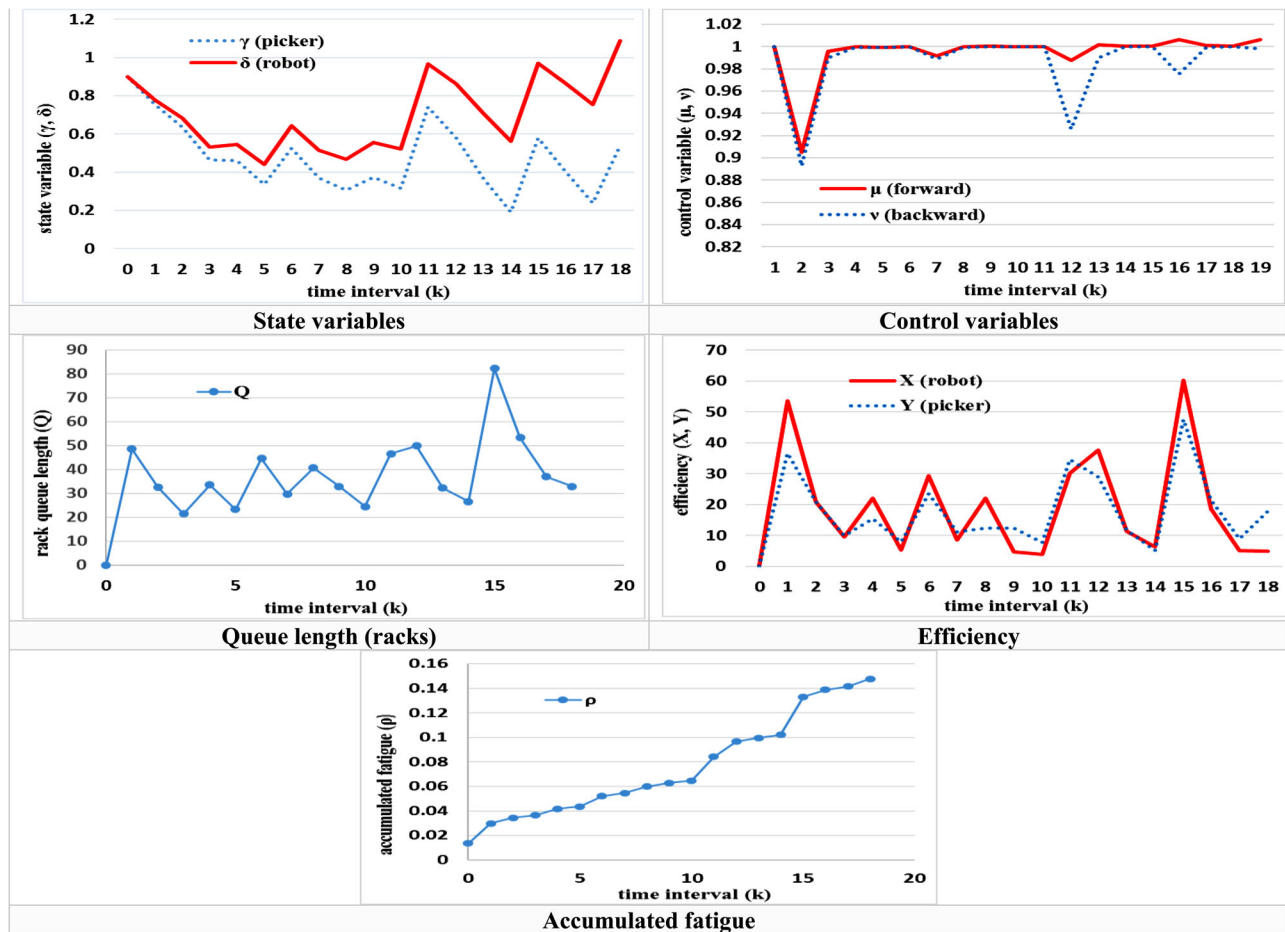 1.2
1
0.8
0.6
0.4
0.2
0
state variable (γ, δ)
γ (picker)
δ (robot)
0 1 2 3 4 5 6 7 8 9 10 11 12 13 14 15 16 17 18
time interval (k)
State variables
1.02
1
0.98
0.96
0.94
0.92
0.9
0.88
0.86
0.84
0.82
control variable (μ, ν)
μ (forward)
ν (backward)
1 2 3 4 5 6 7 8 9 10 11 12 13 14 15 16 17 18 19
time interval (k)
Control variables
90
80
70
60
50
40
30
20
10
0
rack queue length (Q)
Q
0 5 10 15 20
time interval (k)
Queue length (racks)
70
60
50
40
30
20
10
0
efficiency (X, Y)
X (robot)
Y (picker)
0 1 2 3 4 5 6 7 8 9 10 11 12 13 14 15 16 17 18
time interval (k)
Efficiency
0.16
0.14
0.12
0.1
0.08
0.06
0.04
0.02
0
accumulated fatigue (ρ)
ρ
0 5 10 15 20
time interval (k)
Accumulated fatigue